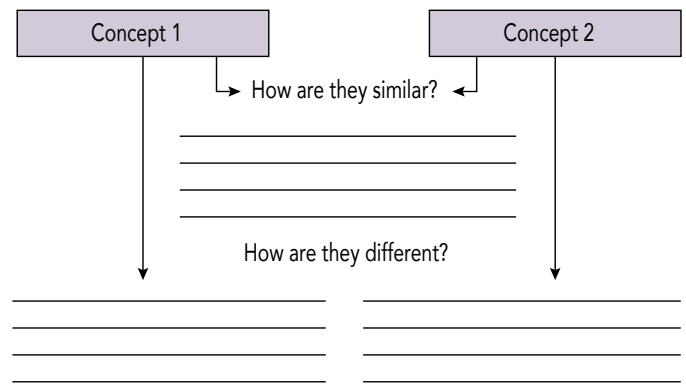 Concept 1
Concept 2
How are they similar?
How are they different?